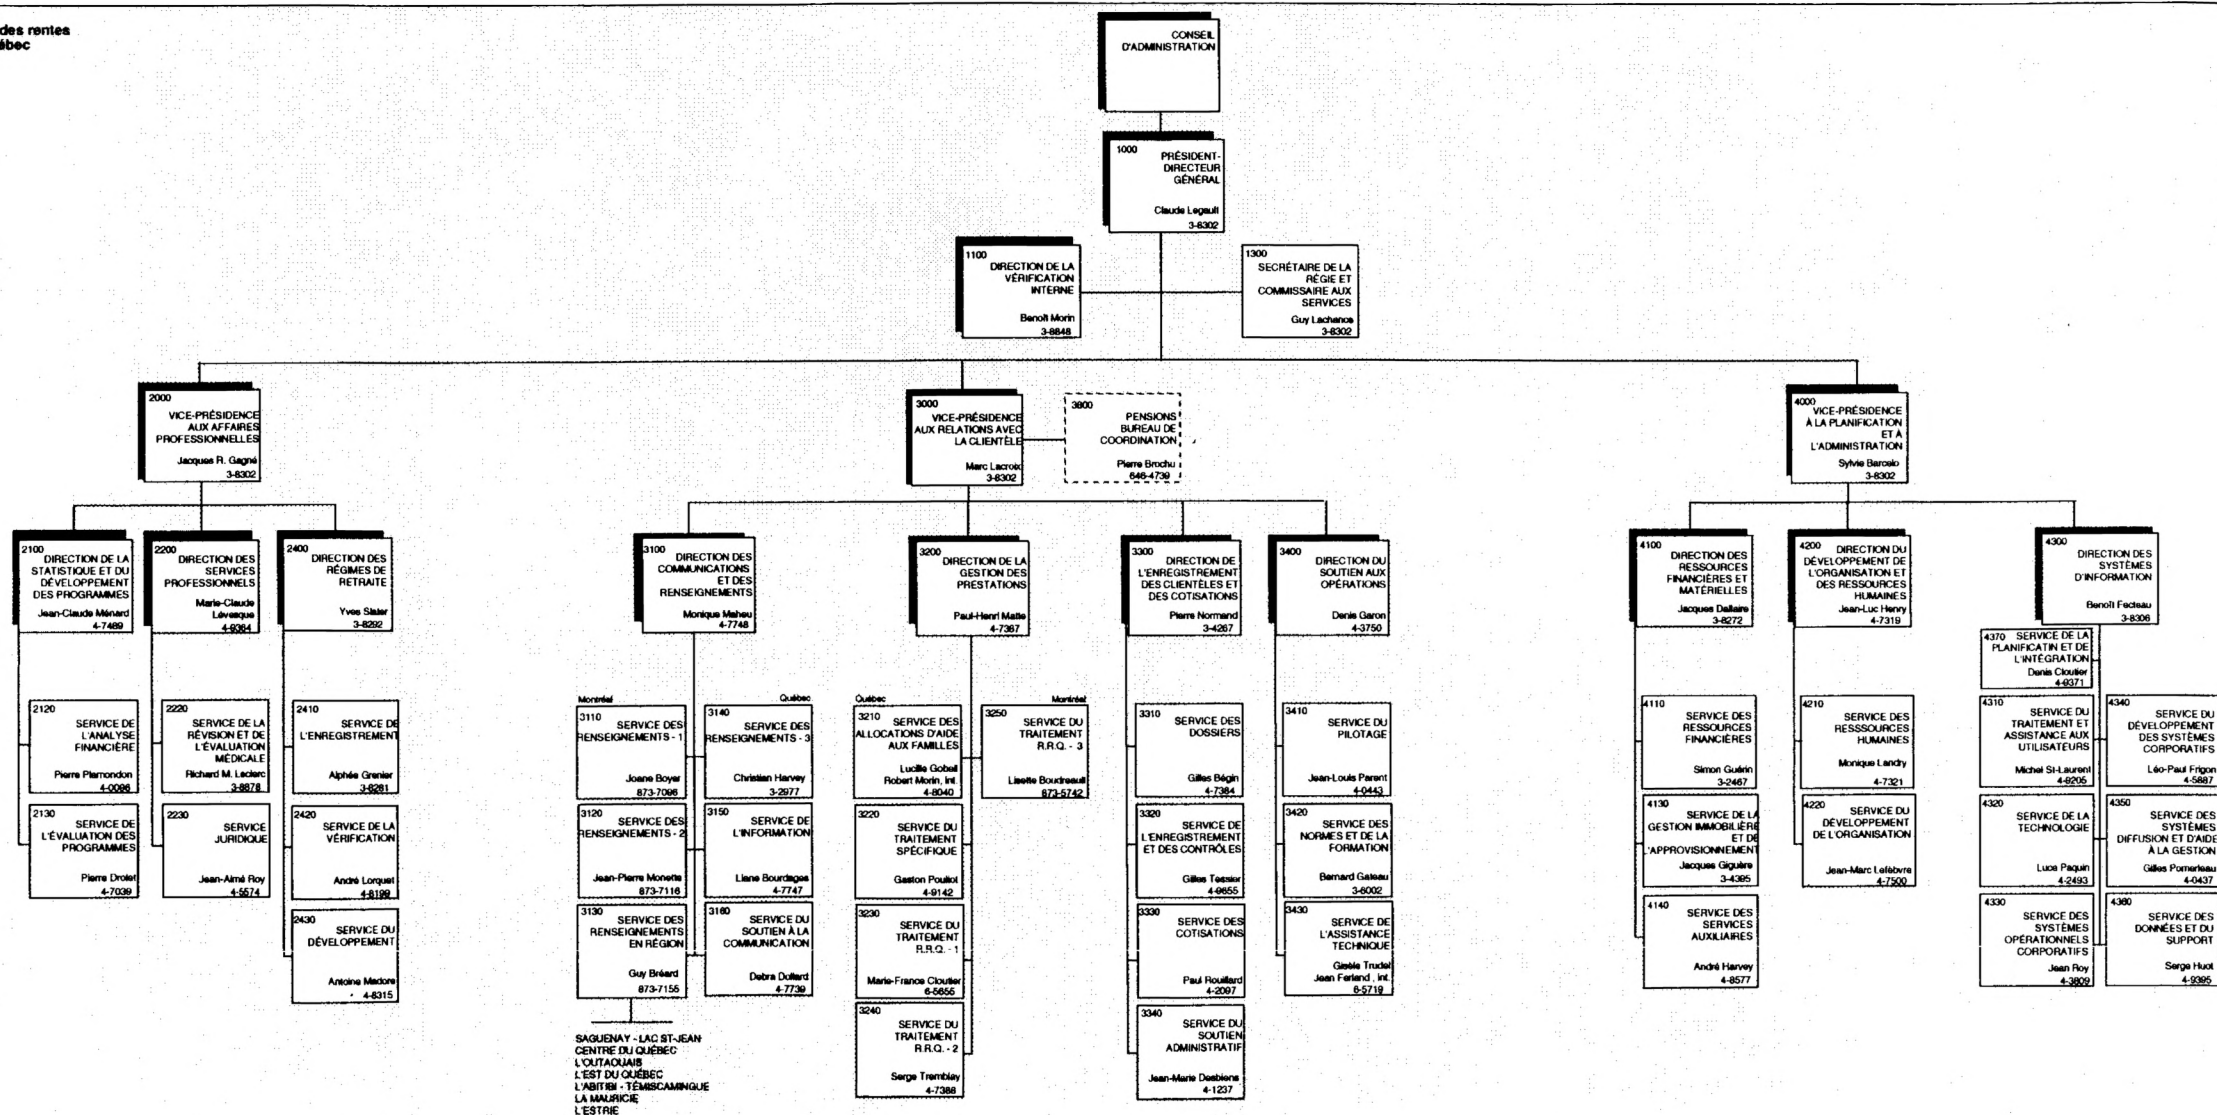 des rentes
ébec
CONSEIL
D'ADMINISTRATION
1000
PRÉSIDENT-
DIRECTEUR
GÉNÉRAL
Claude Legault
3-8302
1100
DIRECTION DE LA
VÉRIFICATION
INTERNE
Benoît Morin
3-8848
1300
SECRÉTAIRE DE LA
RÉGIE ET
COMMISSAIRE AUX
SERVICES
Guy Lachance
3-8302
2000
VICE-PRÉSIDENCE
AUX AFFAIRES
PROFESSIONNELLES
Jacques R. Gagné
3-8302
3000
VICE-PRÉSIDENCE
AUX RELATIONS AVEC
LA CLIENTÈLE
Marc Lacroix
3-8302
3800
PENSIONS
BUREAU DE
COORDINATION
Pierre Brochu
646-4739
4000
VICE-PRÉSIDENCE
À LA PLANIFICATION
ET À
L'ADMINISTRATION
Sylvie Barcelo
3-8302
2100
DIRECTION DE LA
STATISTIQUE ET DU
DÉVELOPPEMENT
DES PROGRAMMES
Jean-Claude Ménard
4-7489
2200
DIRECTION DES
SERVICES
PROFESSIONNELS
Marie-Claude
Lévesque
4-9364
2400
DIRECTION DES
RÉGIMES DE
RETRAITE
Yves Slater
3-8292
3100
DIRECTION DES
COMMUNICATIONS
ET DES
RENSEIGNEMENTS
Monique Maheu
4-7748
3200
DIRECTION DE LA
GESTION DES
PRESTATIONS
Paul-Henri Matte
4-7367
3300
DIRECTION DE
L'ENREGISTREMENT
DES CLIENTÈLES ET
DES COTISATIONS
Pierre Normand
3-4267
3400
DIRECTION DU
SOUTIEN AUX
OPÉRATIONS
Denis Garon
4-3750
4100
DIRECTION DES
RESSOURCES
FINANCIÈRES ET
MATÉRIELLES
Jacques Dallaire
3-8272
4200
DIRECTION DU
DÉVELOPPEMENT DE
L'ORGANISATION ET
DES RESSOURCES
HUMAINES
Jean-Luc Henry
4-7319
4300
DIRECTION DES
SYSTÈMES
D'INFORMATION
Benoît Fecteau
3-8306
4370 SERVICE DE LA
PLANIFICATIN ET DE
L'INTÉGRATION
Denis Cloutier
4-9371
2120
SERVICE DE
L'ANALYSE
FINANCIÈRE
Pierre Plamondon
4-0096
2220
SERVICE DE LA
RÉVISION ET DE
L'ÉVALUATION
MÉDICALE
Richard M. Leclerc
3-8878
2410
SERVICE DE
L'ENREGISTREMENT
Alphée Grenier
3-8281
Montréal
3110
SERVICE DES
RENSEIGNEMENTS - 1
Joane Boyer
873-7096
Québec
3140
SERVICE DES
RENSEIGNEMENTS - 3
Christian Harvey
3-2977
Québec
3210
SERVICE DES
ALLOCATIONS D'AIDE
AUX FAMILLES
Lucille Gobeil
Robert Morin, int.
4-8040
Montréal
3250
SERVICE DU
TRAITEMENT
R.R.Q. - 3
Lisette Boudreault
873-5742
3310
SERVICE DES
DOSSIERS
Gilles Bégin
4-7384
3410
SERVICE DU
PILOTAGE
Jean-Louis Parent
4-0443
4110
SERVICE DES
RESSOURCES
FINANCIÈRES
Simon Guérin
3-2467
4210
SERVICE DES
RESSSOURCES
HUMAINES
Monique Landry
4-7321
4310
SERVICE DU
TRAITEMENT ET
ASSISTANCE AUX
UTILISATEURS
Michel St-Laurent
4-9205
4340
SERVICE DU
DÉVELOPPEMENT
DES SYSTÈMES
CORPORATIFS
Léo-Paul Frigon
4-5887
2130
SERVICE DE
L'ÉVALUATION DES
PROGRAMMES
Pierre Drolet
4-7039
2230
SERVICE
JURIDIQUE
Jean-Aimé Roy
4-5574
2420
SERVICE DE LA
VÉRIFICATION
André Lorquet
4-8199
3120
SERVICE DES
RENSEIGNEMENTS - 2
Jean-Pierre Monette
873-7116
3150
SERVICE DE
L'INFORMATION
Liane Bourdages
4-7747
3220
SERVICE DU
TRAITEMENT
SPÉCIFIQUE
Gaston Pouliot
4-9142
3320
SERVICE DE
L'ENREGISTREMENT
ET DES CONTRÔLES
Gilles Tessier
4-9655
3420
SERVICE DES
NORMES ET DE LA
FORMATION
Bernard Gateau
3-6002
4130
SERVICE DE LA
GESTION IMMOBILIÈRE
ET DE
L'APPROVISIONNEMENT
Jacques Giguère
3-4395
4220
SERVICE DU
DÉVELOPPEMENT
DE L'ORGANISATION
Jean-Marc Lefèbvre
4-7500
4320
SERVICE DE LA
TECHNOLOGIE
Luce Paquin
4-2493
4350
SERVICE DES
SYSTÈMES
DIFFUSION ET D'AIDE
À LA GESTION
Gilles Pomerleau
4-0437
2430
SERVICE DU
DÉVELOPPEMENT
Antoine Madore
4-8315
3130
SERVICE DES
RENSEIGNEMENTS
EN RÉGION
Guy Bréard
873-7155
3160
SERVICE DU
SOUTIEN À LA
COMMUNICATION
Debra Dollard
4-7739
3230
SERVICE DU
TRAITEMENT
R.R.Q. - 1
Marie-France Cloutier
6-5655
3330
SERVICE DES
COTISATIONS
Paul Rouillard
4-2097
3430
SERVICE DE
L'ASSISTANCE
TECHNIQUE
Gisèle Trudel
Jean Ferland , int.
6-5719
4140
SERVICE DES
SERVICES
AUXILIAIRES
André Harvey
4-8577
4330
SERVICE DES
SYSTÈMES
OPÉRATIONNELS
CORPORATIFS
Jean Roy
4-3809
4360
SERVICE DES
DONNÉES ET DU
SUPPORT
Serge Huot
4-9395
3240
SERVICE DU
TRAITEMENT
R.R.Q. - 2
Serge Tremblay
4-7388
3340
SERVICE DU
SOUTIEN
ADMINISTRATIF
Jean-Marie Desbiens
4-1237
SAGUENAY - LAC ST-JEAN
CENTRE DU QUÉBEC
L'OUTAOUAIS
L'EST DU QUÉBEC
L'ABITIBI - TÉMISCAMINGUE
LA MAURICIE
L'ESTRIE